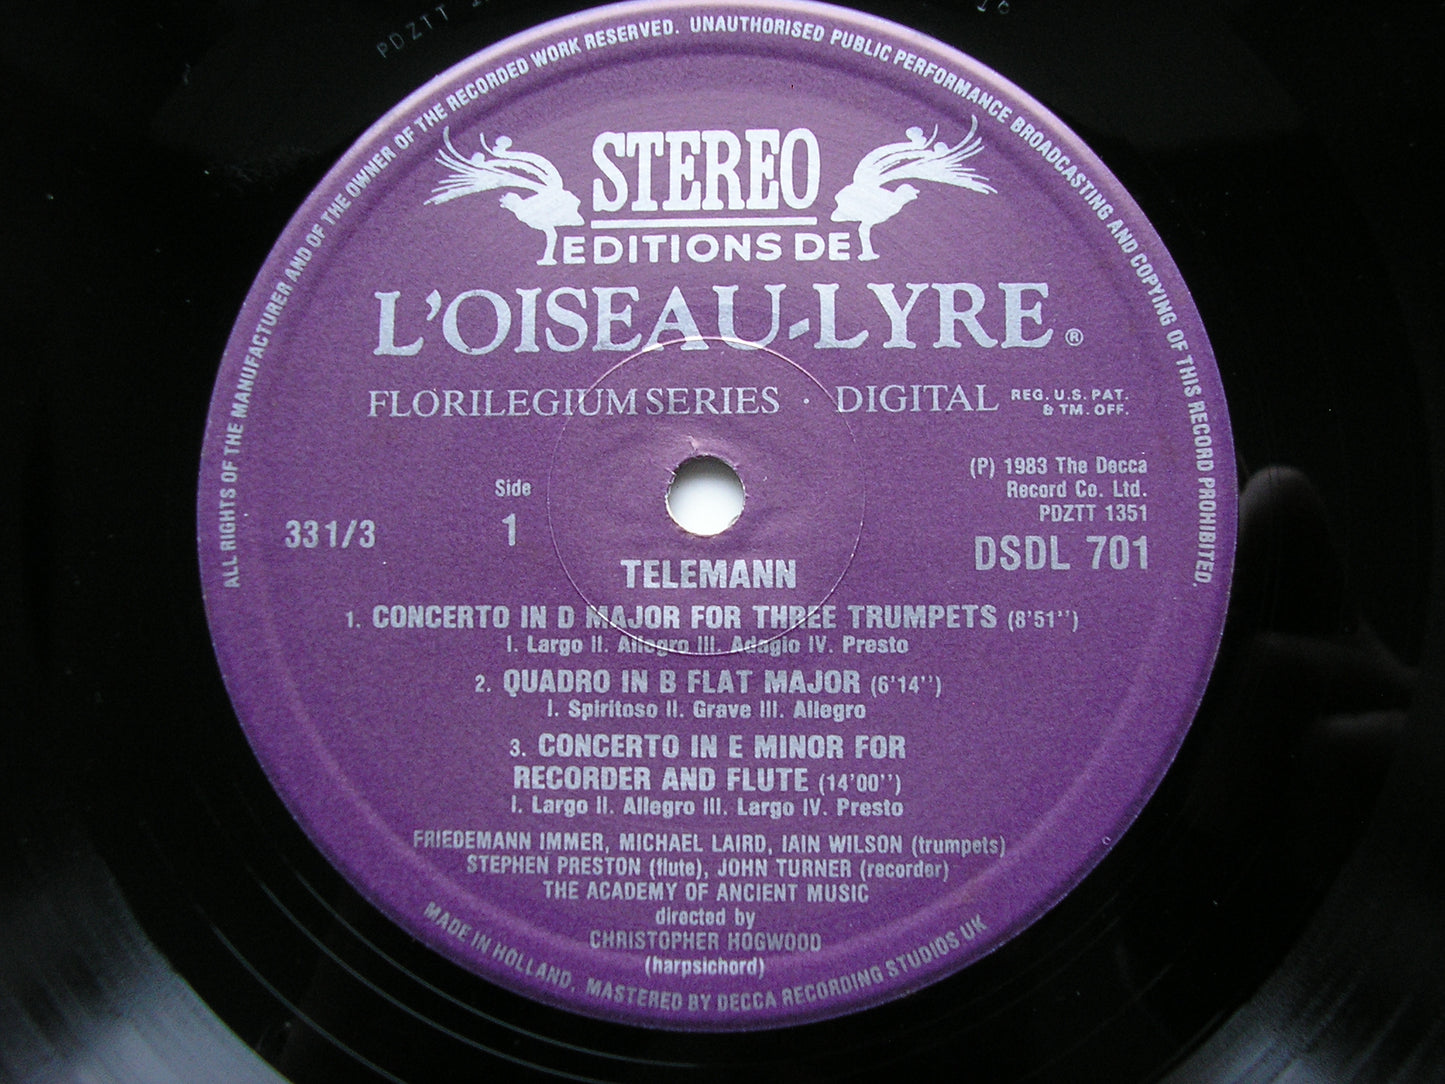 PDZTT
ALL RIGHTS OF THE MANUFACTURER AND OF THE OWNER OF THE RECORDED WORK RESERVED. UNAUTHORISED PUBLIC PERFORMANCE BROADCASTING AND COPYING OF THIS RECORD PROHIBITED.
STEREO
EDITIONS DE
L'OISEAU-LYRE ®
FLORILEGIUM SERIES · DIGITAL REG. U.S. PAT.
& TM. OFF.
(P) 1983 The Decca
Record Co. Ltd.
PDZTT 1351
Side
331/3 1 DSDL 701
TELEMANN
1. CONCERTO IN D MAJOR FOR THREE TRUMPETS (8'51'')
I. Largo II. Allegro III. Adagio IV. Presto
2. QUADRO IN B FLAT MAJOR (6'14'')
I. Spiritoso II. Grave III. Allegro
3. CONCERTO IN E MINOR FOR
RECORDER AND FLUTE (14'00'')
I. Largo II. Allegro III. Largo IV. Presto
FRIEDEMANN IMMER, MICHAEL LAIRD, IAIN WILSON (trumpets)
STEPHEN PRESTON (flute), JOHN TURNER (recorder)
THE ACADEMY OF ANCIENT MUSIC
directed by
CHRISTOPHER HOGWOOD
(harpsichord)
MADE IN HOLLAND, MASTERED BY DECCA RECORDING STUDIOS UK